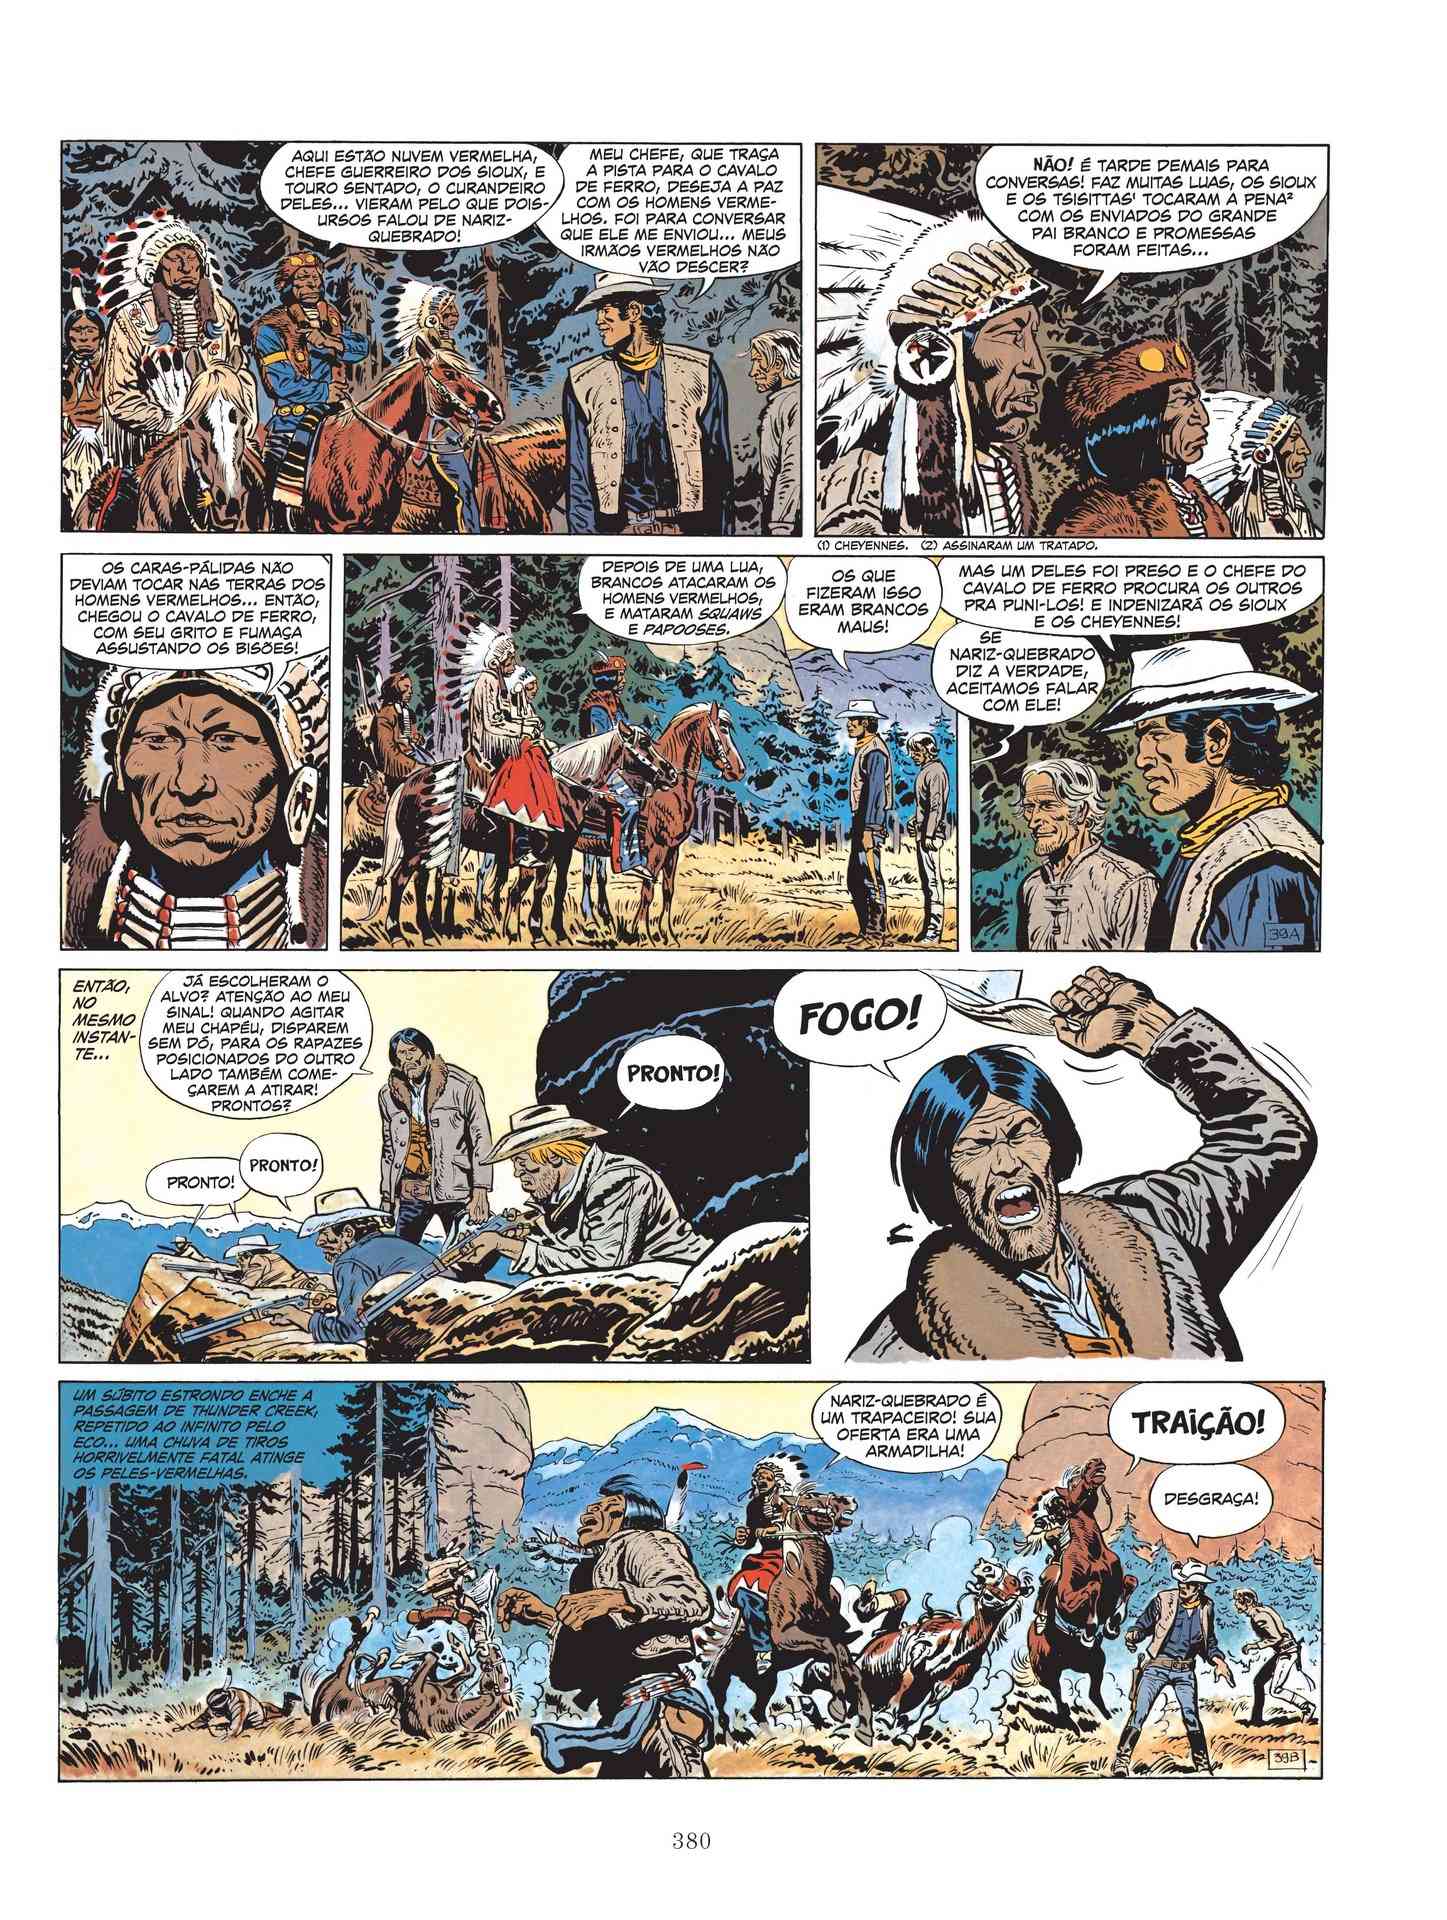 AQUI ESTÃO NUVEM VERMELHA,
CHEFE GUERREIRO DOS SIOUX, E
TOURO SENTADO, O CURANDEIRO
DELES... VIERAM PELO QUE DOIS-
URSOS FALOU DE NARIZ-
QUEBRADO!
MEU CHEFE, QUE TRAÇA
A PISTA PARA O CAVALO
DE FERRO, DESEJA A PAZ
COM OS HOMENS VERME-
LHOS. FOI PARA CONVERSAR
QUE ELE ME ENVIOU... MEUS
IRMÃOS VERMELHOS NÃO
VÃO DESCER?
NÃO! É TARDE DEMAIS PARA
CONVERSAS! FAZ MUITAS LUAS, OS SIOUX
E OS TSISITTAS¹ TOCARAM A PENA²
COM OS ENVIADOS DO GRANDE
PAI BRANCO E PROMESSAS
FORAM FEITAS...
(1) CHEYENNES. (2) ASSINARAM UM TRATADO.
OS CARAS-PÁLIDAS NÃO
DEVIAM TOCAR NAS TERRAS DOS
HOMENS VERMELHOS... ENTÃO,
CHEGOU O CAVALO DE FERRO,
COM SEU GRITO E FUMAÇA
ASSUSTANDO OS BISÕES!
DEPOIS DE UMA LUA,
BRANCOS ATACARAM OS
HOMENS VERMELHOS,
E MATARAM SQUAWS
E PAPOOSES.
OS QUE
FIZERAM ISSO
ERAM BRANCOS
MAUS!
MAS UM DELES FOI PRESO E O CHEFE DO
CAVALO DE FERRO PROCURA OS OUTROS
PRA PUNI-LOS! E INDENIZARÁ OS SIOUX
E OS CHEYENNES!
SE
NARIZ-QUEBRADO
DIZ A VERDADE,
ACEITAMOS FALAR
COM ELE!
39A
ENTÃO,
NO
MESMO
INSTAN-
TE...
JÁ ESCOLHERAM O
ALVO? ATENÇÃO AO MEU
SINAL! QUANDO AGITAR
MEU CHAPÉU, DISPAREM
SEM DÓ, PARA OS RAPAZES
POSICIONADOS DO OUTRO
LADO TAMBÉM COME-
ÇAREM A ATIRAR!
PRONTOS?
PRONTO!
PRONTO!
PRONTO!
FOGO!
UM SÚBITO ESTRONDO ENCHE A
PASSAGEM DE THUNDER CREEK,
REPETIDO AO INFINITO PELO
ECO... UMA CHUVA DE TIROS
HORRIVELMENTE FATAL ATINGE
OS PELES-VERMELHAS.
NARIZ-QUEBRADO É
UM TRAPACEIRO! SUA
OFERTA ERA UMA
ARMADILHA!
TRAIÇÃO!
DESGRAÇA!
39B
380